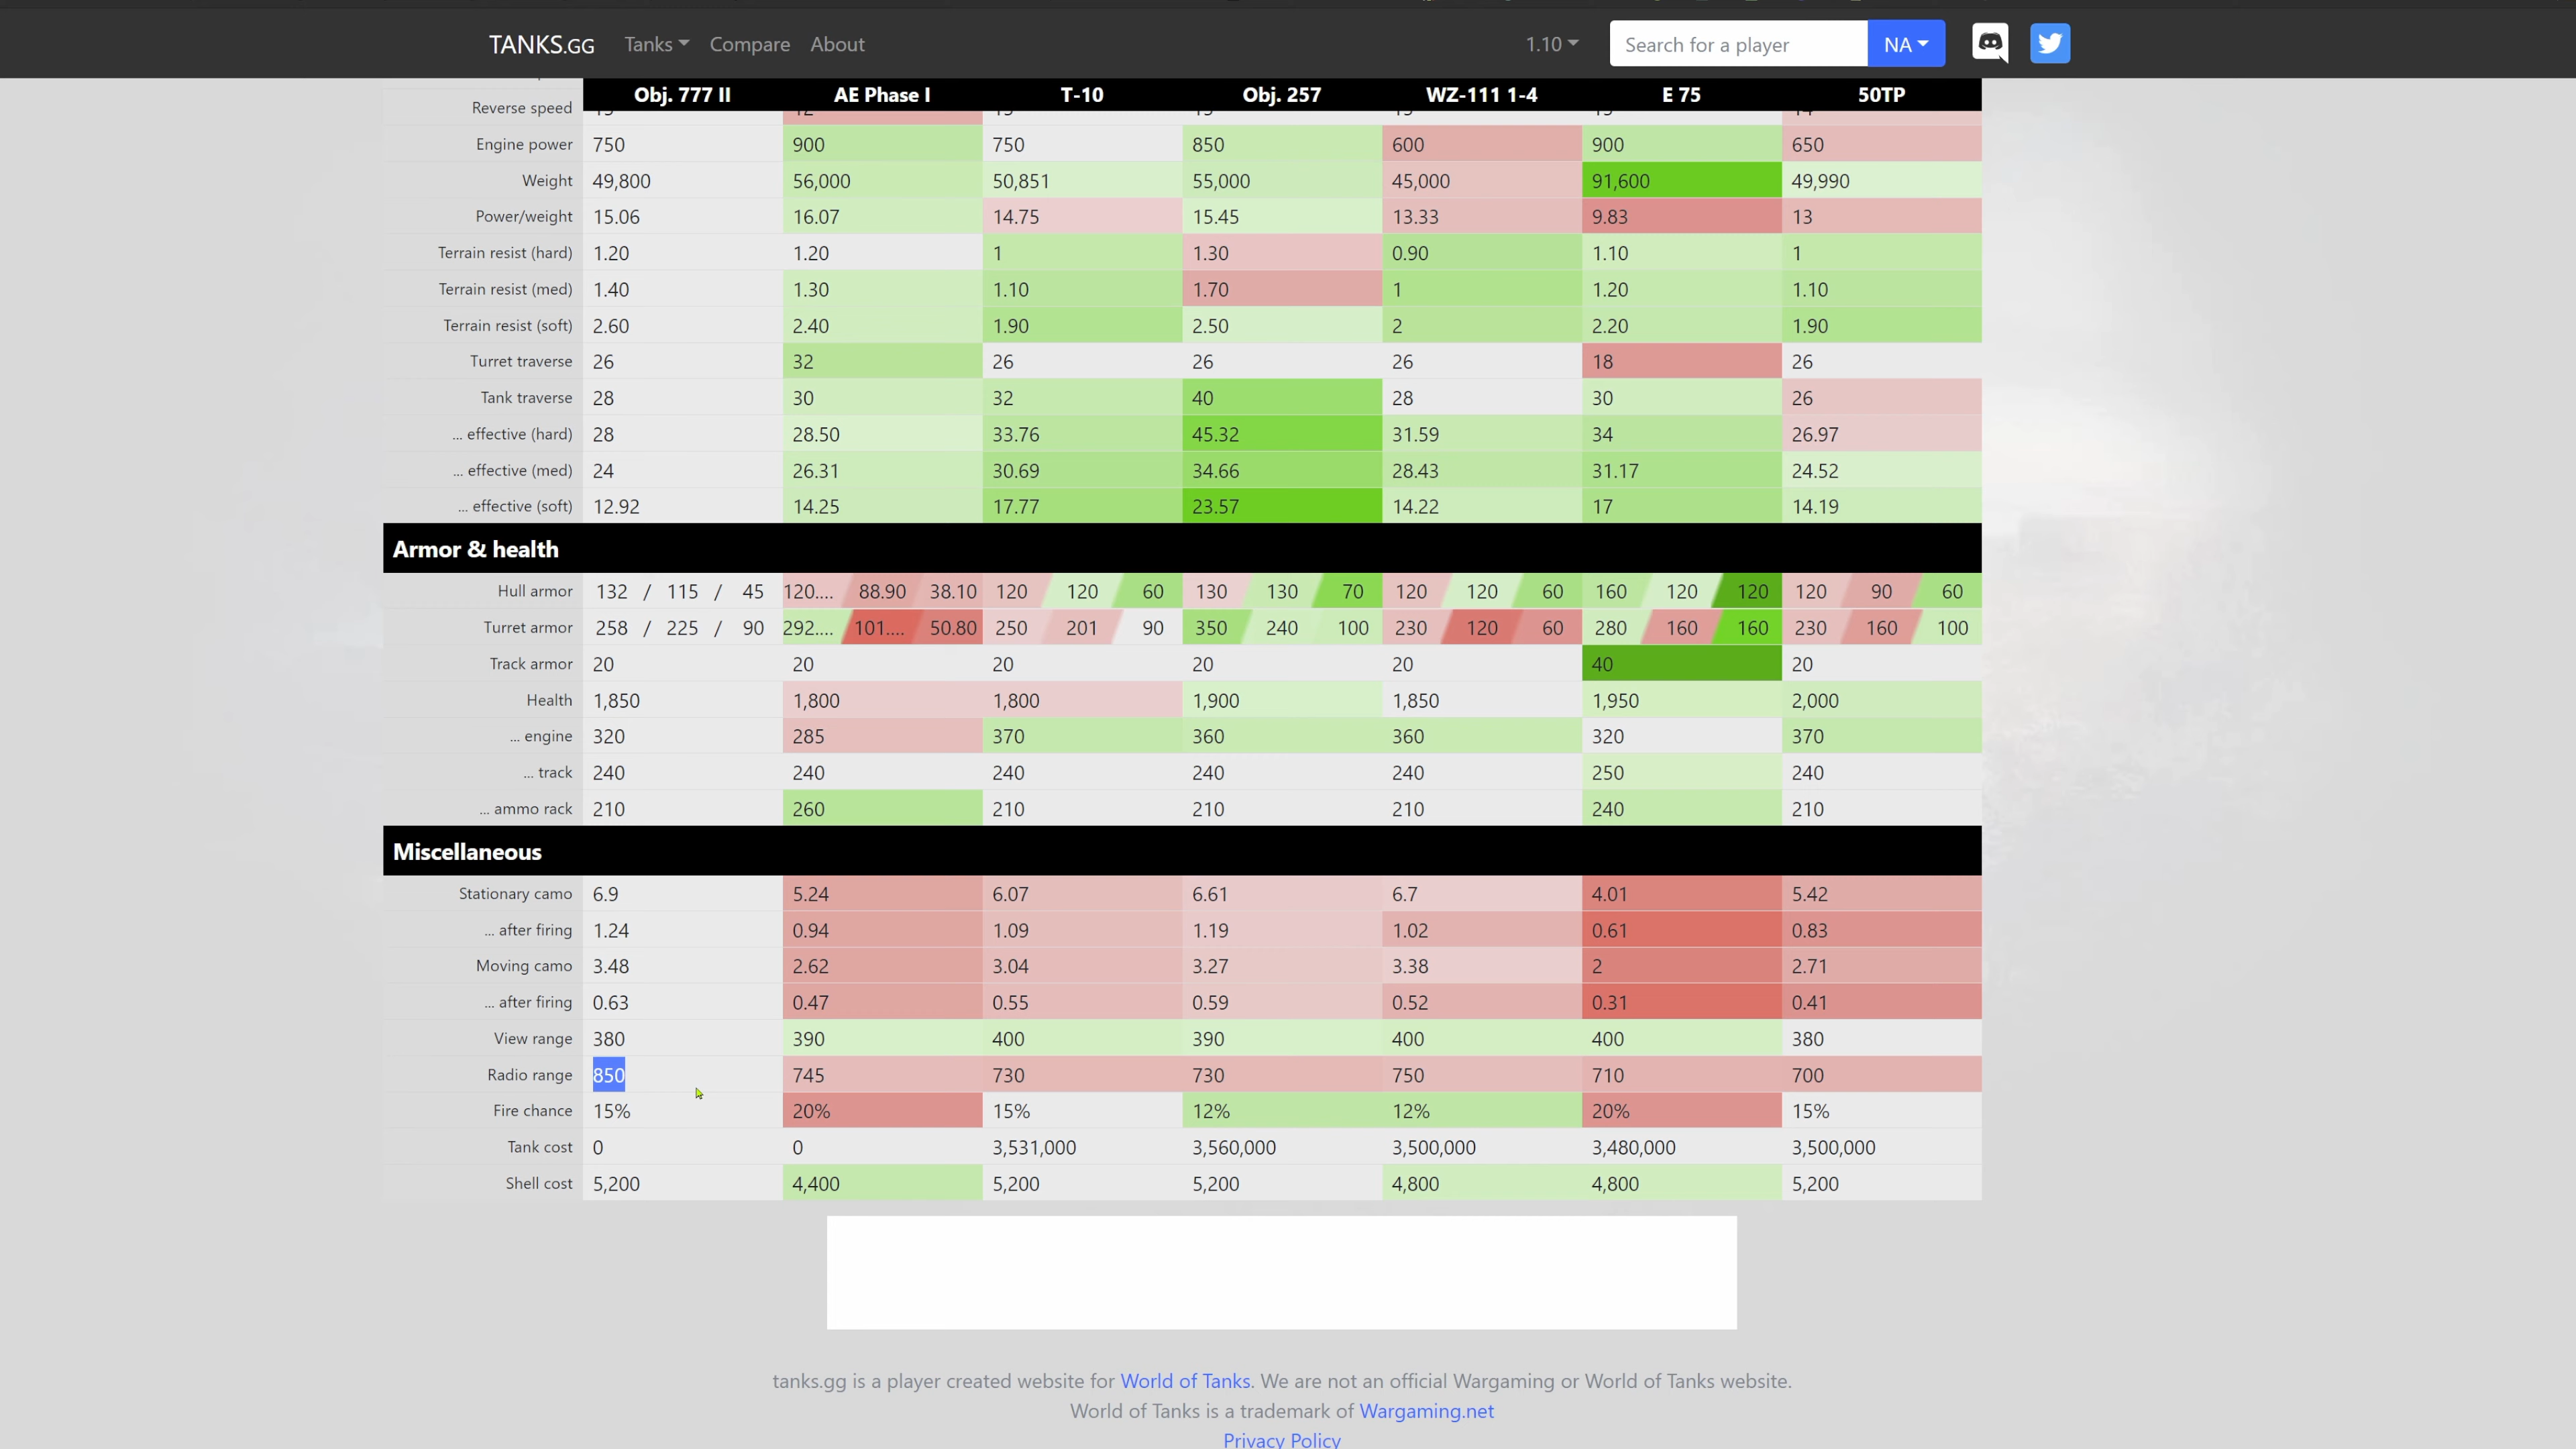 TANKS.GG Tanks Compare About 1.10 Search for a player NA
Obj. 777 II AE Phase I T-10 Obj. 257 WZ-111 1-4 E 75 50TP
Reverse speed
Engine power 750 900 750 850 600 900 650
Weight 49,800 56,000 50,851 55,000 45,000 91,600 49,990
Power/weight 15.06 16.07 14.75 15.45 13.33 9.83 13
Terrain resist (hard) 1.20 1.20 1 1.30 0.90 1.10 1
Terrain resist (med) 1.40 1.30 1.10 1.70 1 1.20 1.10
Terrain resist (soft) 2.60 2.40 1.90 2.50 2 2.20 1.90
Turret traverse 26 32 26 26 26 18 26
Tank traverse 28 30 32 40 28 30 26
... effective (hard) 28 28.50 33.76 45.32 31.59 34 26.97
... effective (med) 24 26.31 30.69 34.66 28.43 31.17 24.52
... effective (soft) 12.92 14.25 17.77 23.57 14.22 17 14.19
Armor & health
Hull armor 132 / 115 / 45 120.... 88.90 38.10 120 120 60 130 130 70 120 120 60 160 120 120 120 90 60
Turret armor 258 / 225 / 90 292.... 101.... 50.80 250 201 90 350 240 100 230 120 60 280 160 160 230 160 100
Track armor 20 20 20 20 20 40 20
Health 1,850 1,800 1,800 1,900 1,850 1,950 2,000
... engine 320 285 370 360 360 320 370
... track 240 240 240 240 240 250 240
... ammo rack 210 260 210 210 210 240 210
Miscellaneous
Stationary camo 6.9 5.24 6.07 6.61 6.7 4.01 5.42
... after firing 1.24 0.94 1.09 1.19 1.02 0.61 0.83
Moving camo 3.48 2.62 3.04 3.27 3.38 2 2.71
... after firing 0.63 0.47 0.55 0.59 0.52 0.31 0.41
View range 380 390 400 390 400 400 380
Radio range 850 745 730 730 750 710 700
Fire chance 15% 20% 15% 12% 12% 20% 15%
Tank cost 0 0 3,531,000 3,560,000 3,500,000 3,480,000 3,500,000
Shell cost 5,200 4,400 5,200 5,200 4,800 4,800 5,200
tanks.gg is a player created website for World of Tanks. We are not an official Wargaming or World of Tanks website.
World of Tanks is a trademark of Wargaming.net
Privacy Policy